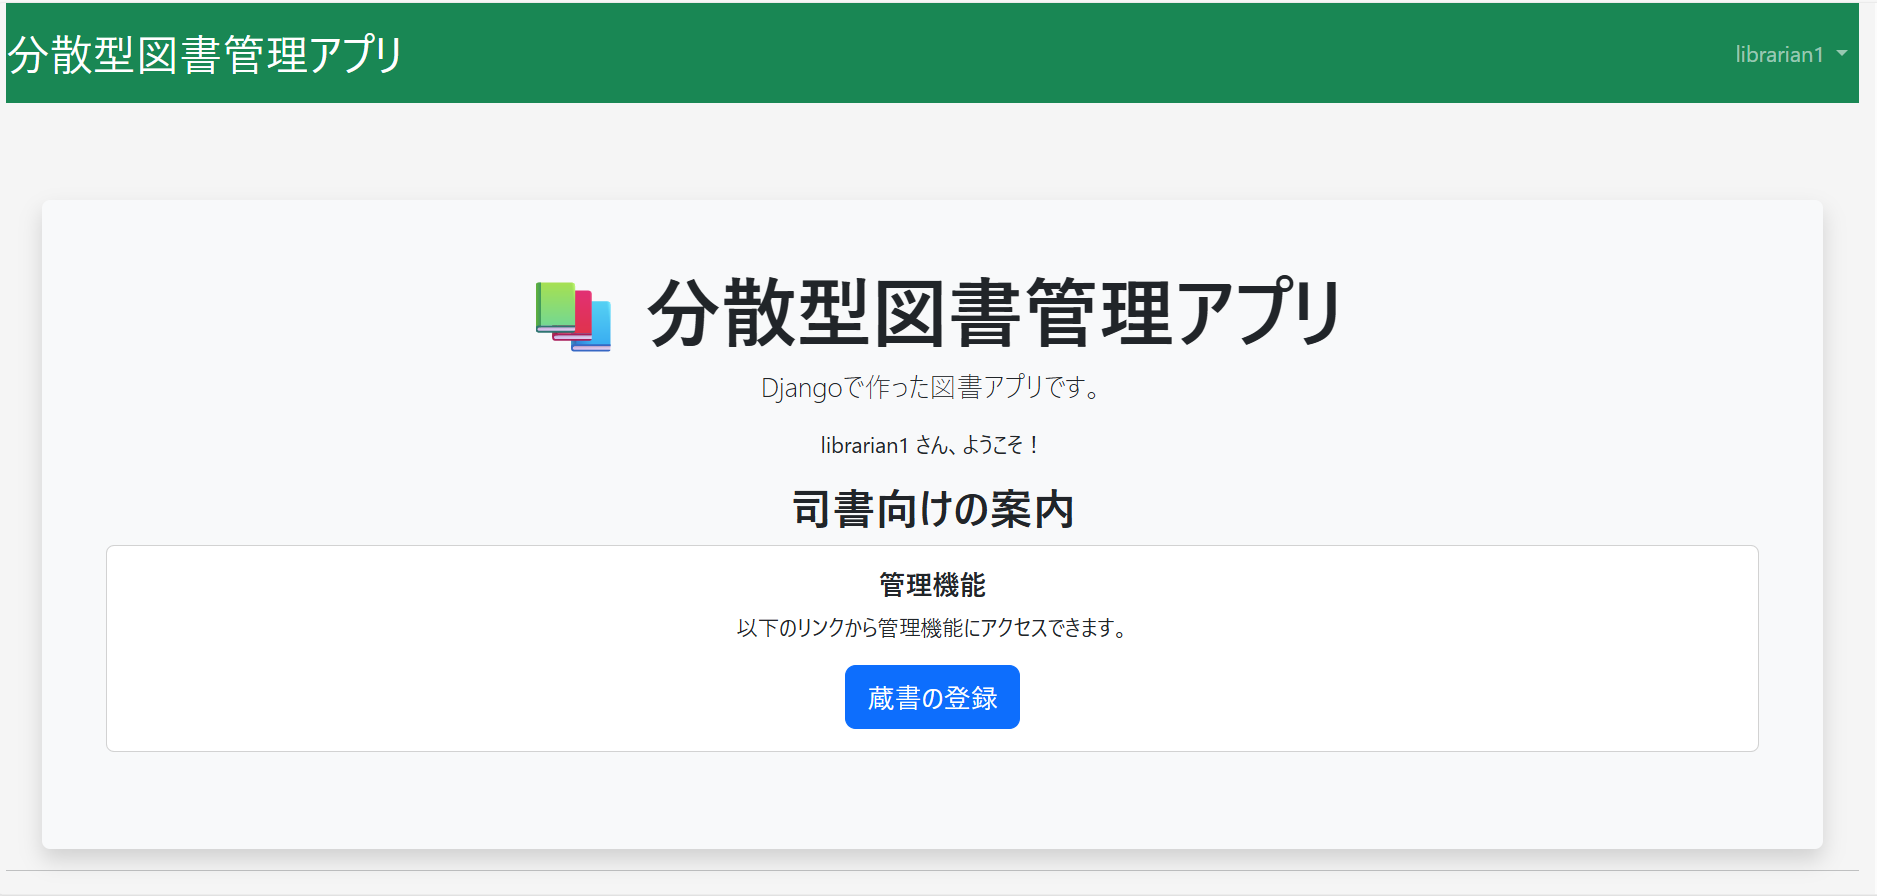 分散型図書管理アプリ
librarian1
分散型図書管理アプリ
Djangoで作った図書アプリです。
librarian1 さん、ようこそ！
司書向けの案内
管理機能
以下のリンクから管理機能にアクセスできます。
蔵書の登録